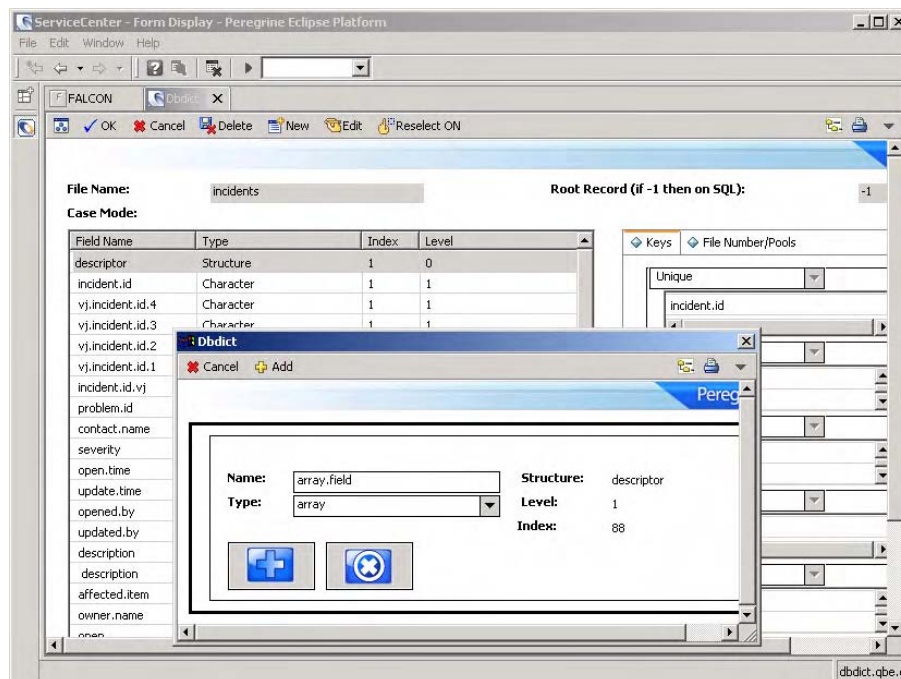 ServiceCenter - Form Display - Peregrine Eclipse Platform
File Edit Window Help
FALCON Dbdict
OK Cancel Delete New Edit Reselect ON
File Name: incidents Root Record (if -1 then on SQL): -1
Case Mode:
Field Name Type Index Level
Keys File Number/Pools
descriptor Structure 1 0
Unique
incident.id Character 1 1
incident.id
vj.incident.id.4 Character 1 1
vj.incident.id.3 Character 1 1
vj.incident.id.2
vj.incident.id.1
incident.id.vj
problem.id
contact.name
severity
open.time
update.time
opened.by
updated.by
description
description
affected.item
owner.name
open
Dbdict
Cancel Add
Pereg
Name: array.field Structure: descriptor
Type: array Level: 1
Index: 88
dbdict.qbe.